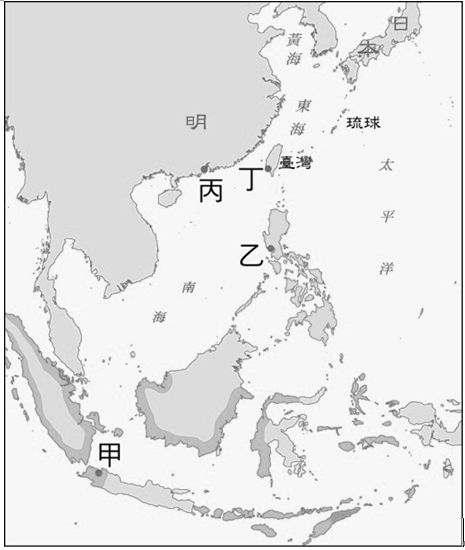 日本
黃海
東海
琉球
明
臺灣
丙
丁
太平洋
乙
南海
甲